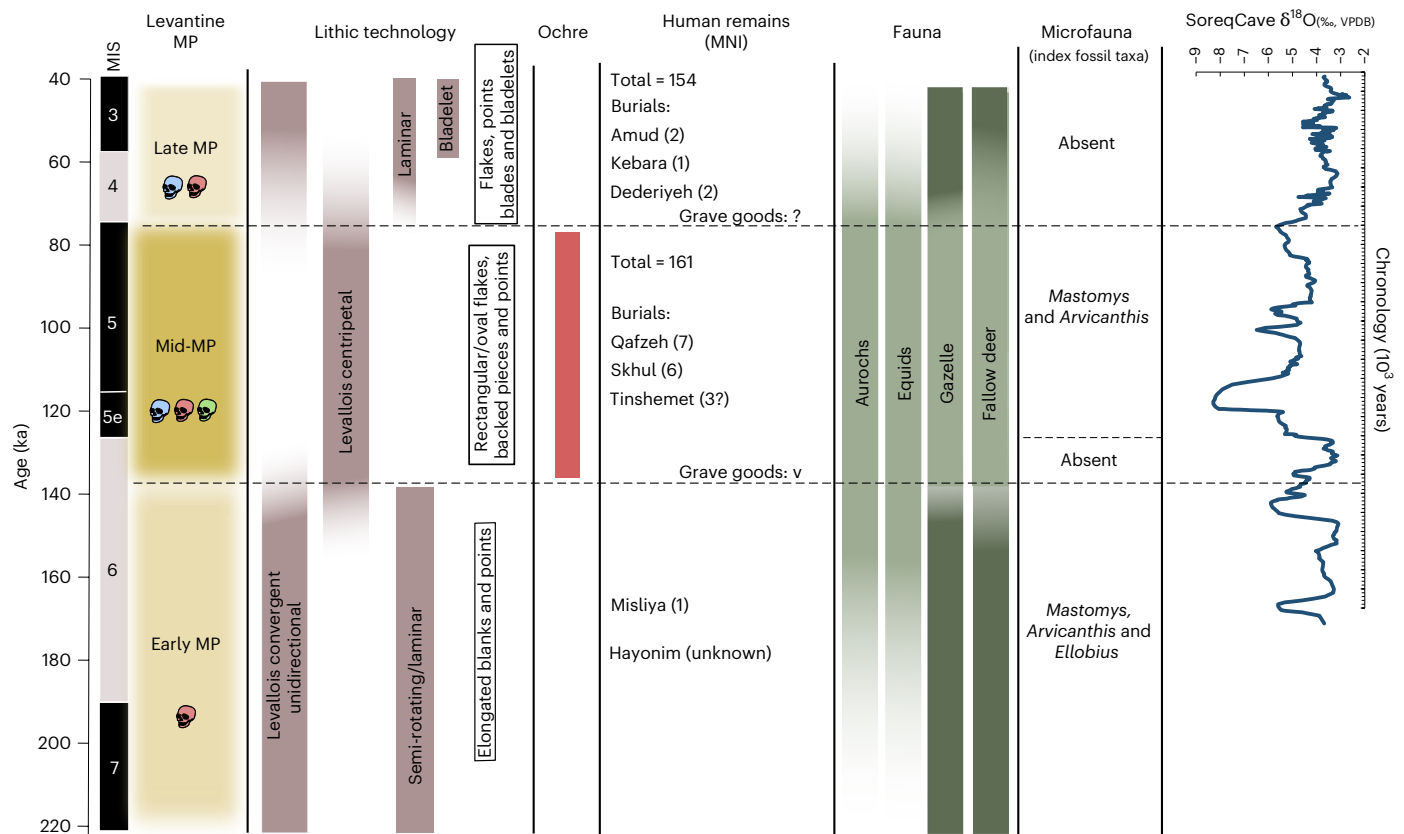 Levantine
MP
MIS
Lithic technology
Ochre
Human remains
(MNI)
Fauna
Microfauna
(index fossil taxa)
SoreqCave δ18O(‰, VPDB)
-9
-8
-7
-6
-5
-4
-3
-2
Chronology (10³ years)
Age (ka)
40
60
80
100
120
140
160
180
200
220
3
4
5
5e
6
7
Late MP
Mid-MP
Early MP
Levallois convergent
unidirectional
Levallois centripetal
Laminar
Bladelet
Semi-rotating/laminar
Flakes, points
blades and bladelets
Rectangular/oval flakes,
backed pieces and points
Elongated blanks and points
Total = 154
Burials:
Amud (2)
Kebara (1)
Dederiyeh (2)
Grave goods: ?
Total = 161
Burials:
Qafzeh (7)
Skhul (6)
Tinshemet (3?)
Grave goods: v
Misliya (1)
Hayonim (unknown)
Aurochs
Equids
Gazelle
Fallow deer
Absent
Mastomys
and Arvicanthis
Absent
Mastomys,
Arvicanthis and
Ellobius